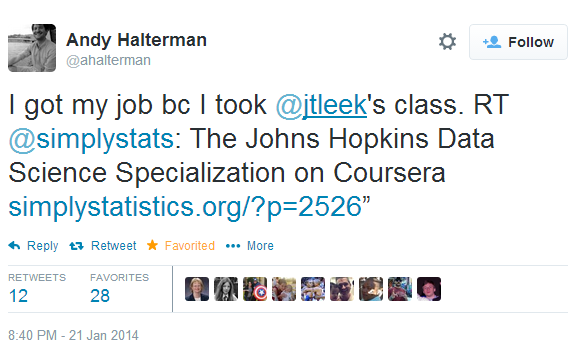 Andy Halterman
@ahalterman
Follow
I got my job bc I took @jtleek's class. RT
@simplystats: The Johns Hopkins Data
Science Specialization on Coursera
simplystatistics.org/?p=2526”
Reply Retweet Favorited More
RETWEETS FAVORITES
12 28
8:40 PM - 21 Jan 2014